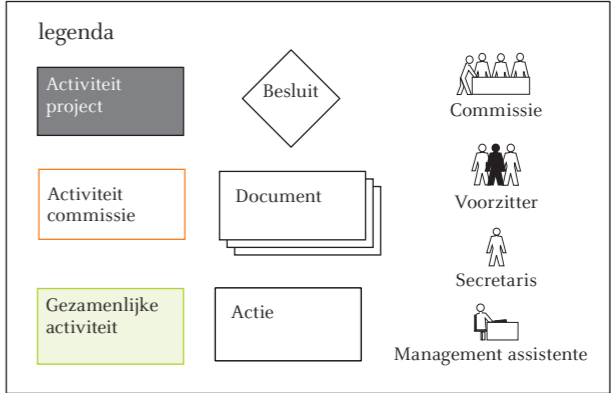 legenda
Activiteit
project
Besluit
Commissie
Activiteit
commissie
Document
Voorzitter
Secretaris
Gezamenlijke
activiteit
Actie
Management assistente